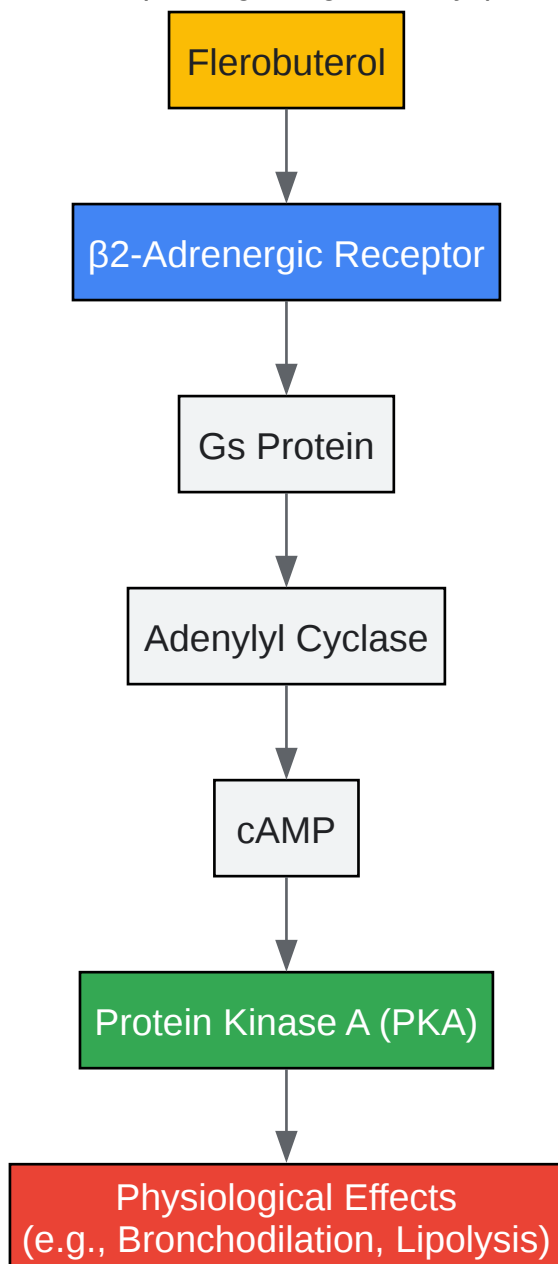 Flerobuterol
β2-Adrenergic Receptor
Gs Protein
Adenylyl Cyclase
cAMP
Protein Kinase A (PKA)
Physiological Effects
(e.g., Bronchodilation, Lipolysis)